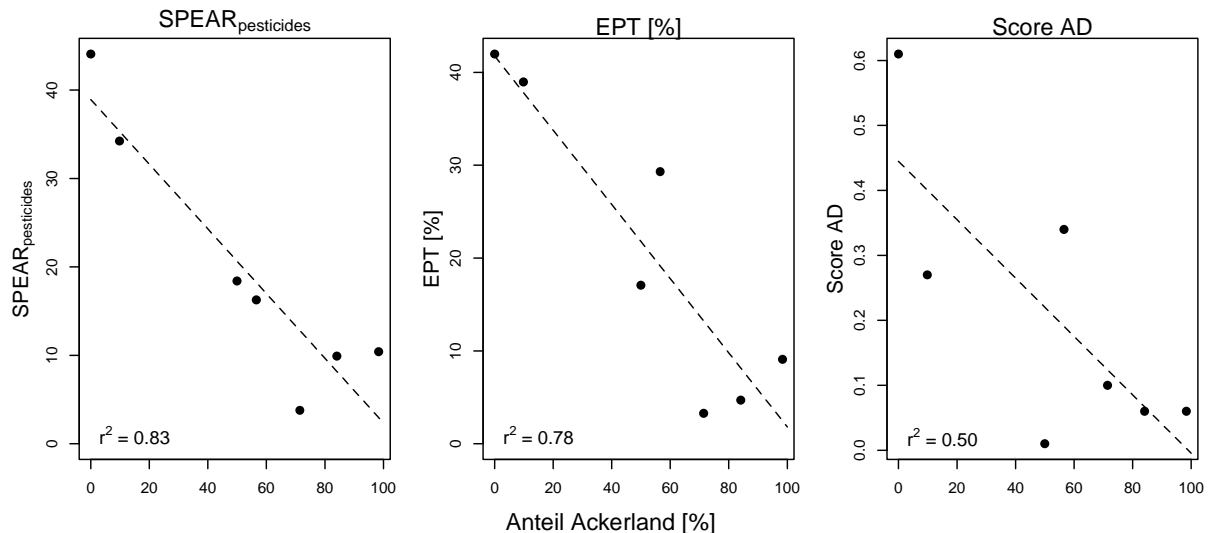 SPEARpesticides
EPT [%]
Score AD
SPEARpesticides
0
10
20
30
40
r2 = 0.83
0 20 40 60 80 100
EPT [%]
0
10
20
30
40
r2 = 0.78
0 20 40 60 80 100
Score AD
0.0
0.1
0.2
0.3
0.4
0.5
0.6
r2 = 0.50
0 20 40 60 80 100
Anteil Ackerland [%]